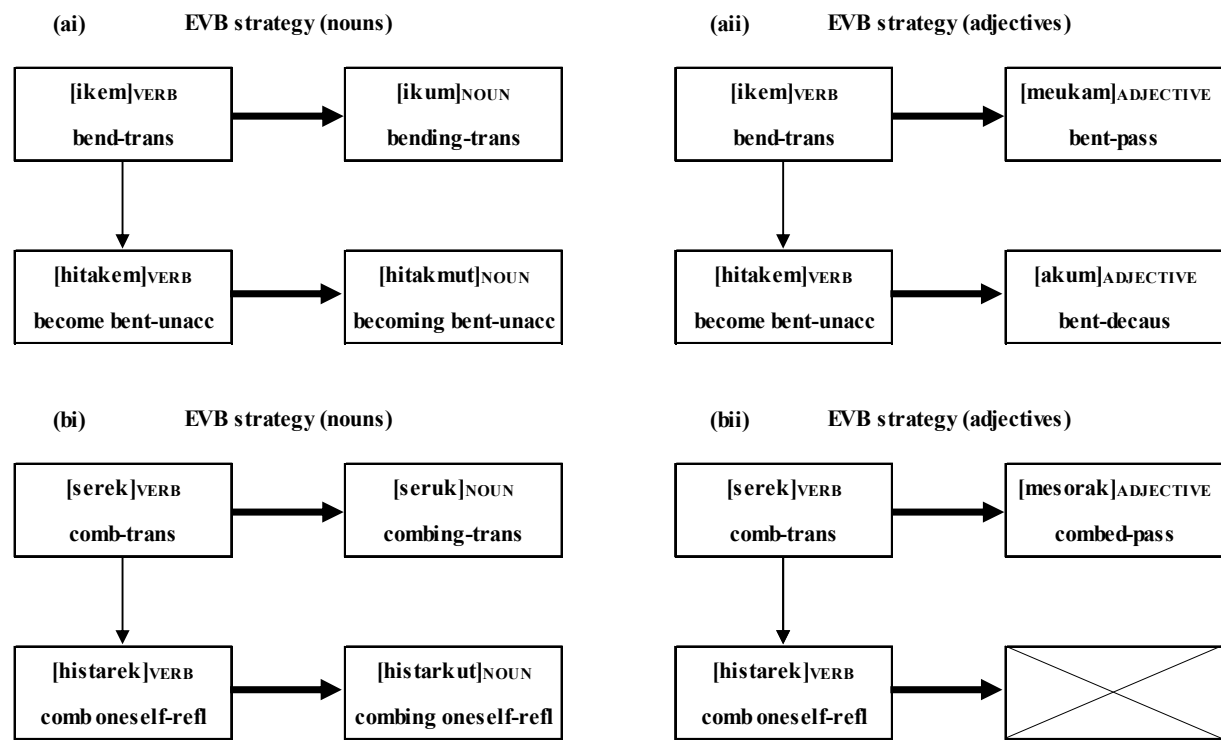 (ai) EVB strategy (nouns)
[ikem]VERB
bend-trans
[ikum]NOUN
bending-trans
[hitakem]VERB
become bent-unacc
[hitakmut]NOUN
becoming bent-unacc
(aii) EVB strategy (adjectives)
[ikem]VERB
bend-trans
[meukam]ADJECTIVE
bent-pass
[hitakem]VERB
become bent-unacc
[akum]ADJECTIVE
bent-decaus
(bi) EVB strategy (nouns)
[serek]VERB
comb-trans
[seruk]NOUN
combing-trans
[histarek]VERB
comb oneself-refl
[histarkut]NOUN
combing oneself-refl
(bii) EVB strategy (adjectives)
[serek]VERB
comb-trans
[mesorak]ADJECTIVE
combed-pass
[histarek]VERB
comb oneself-refl